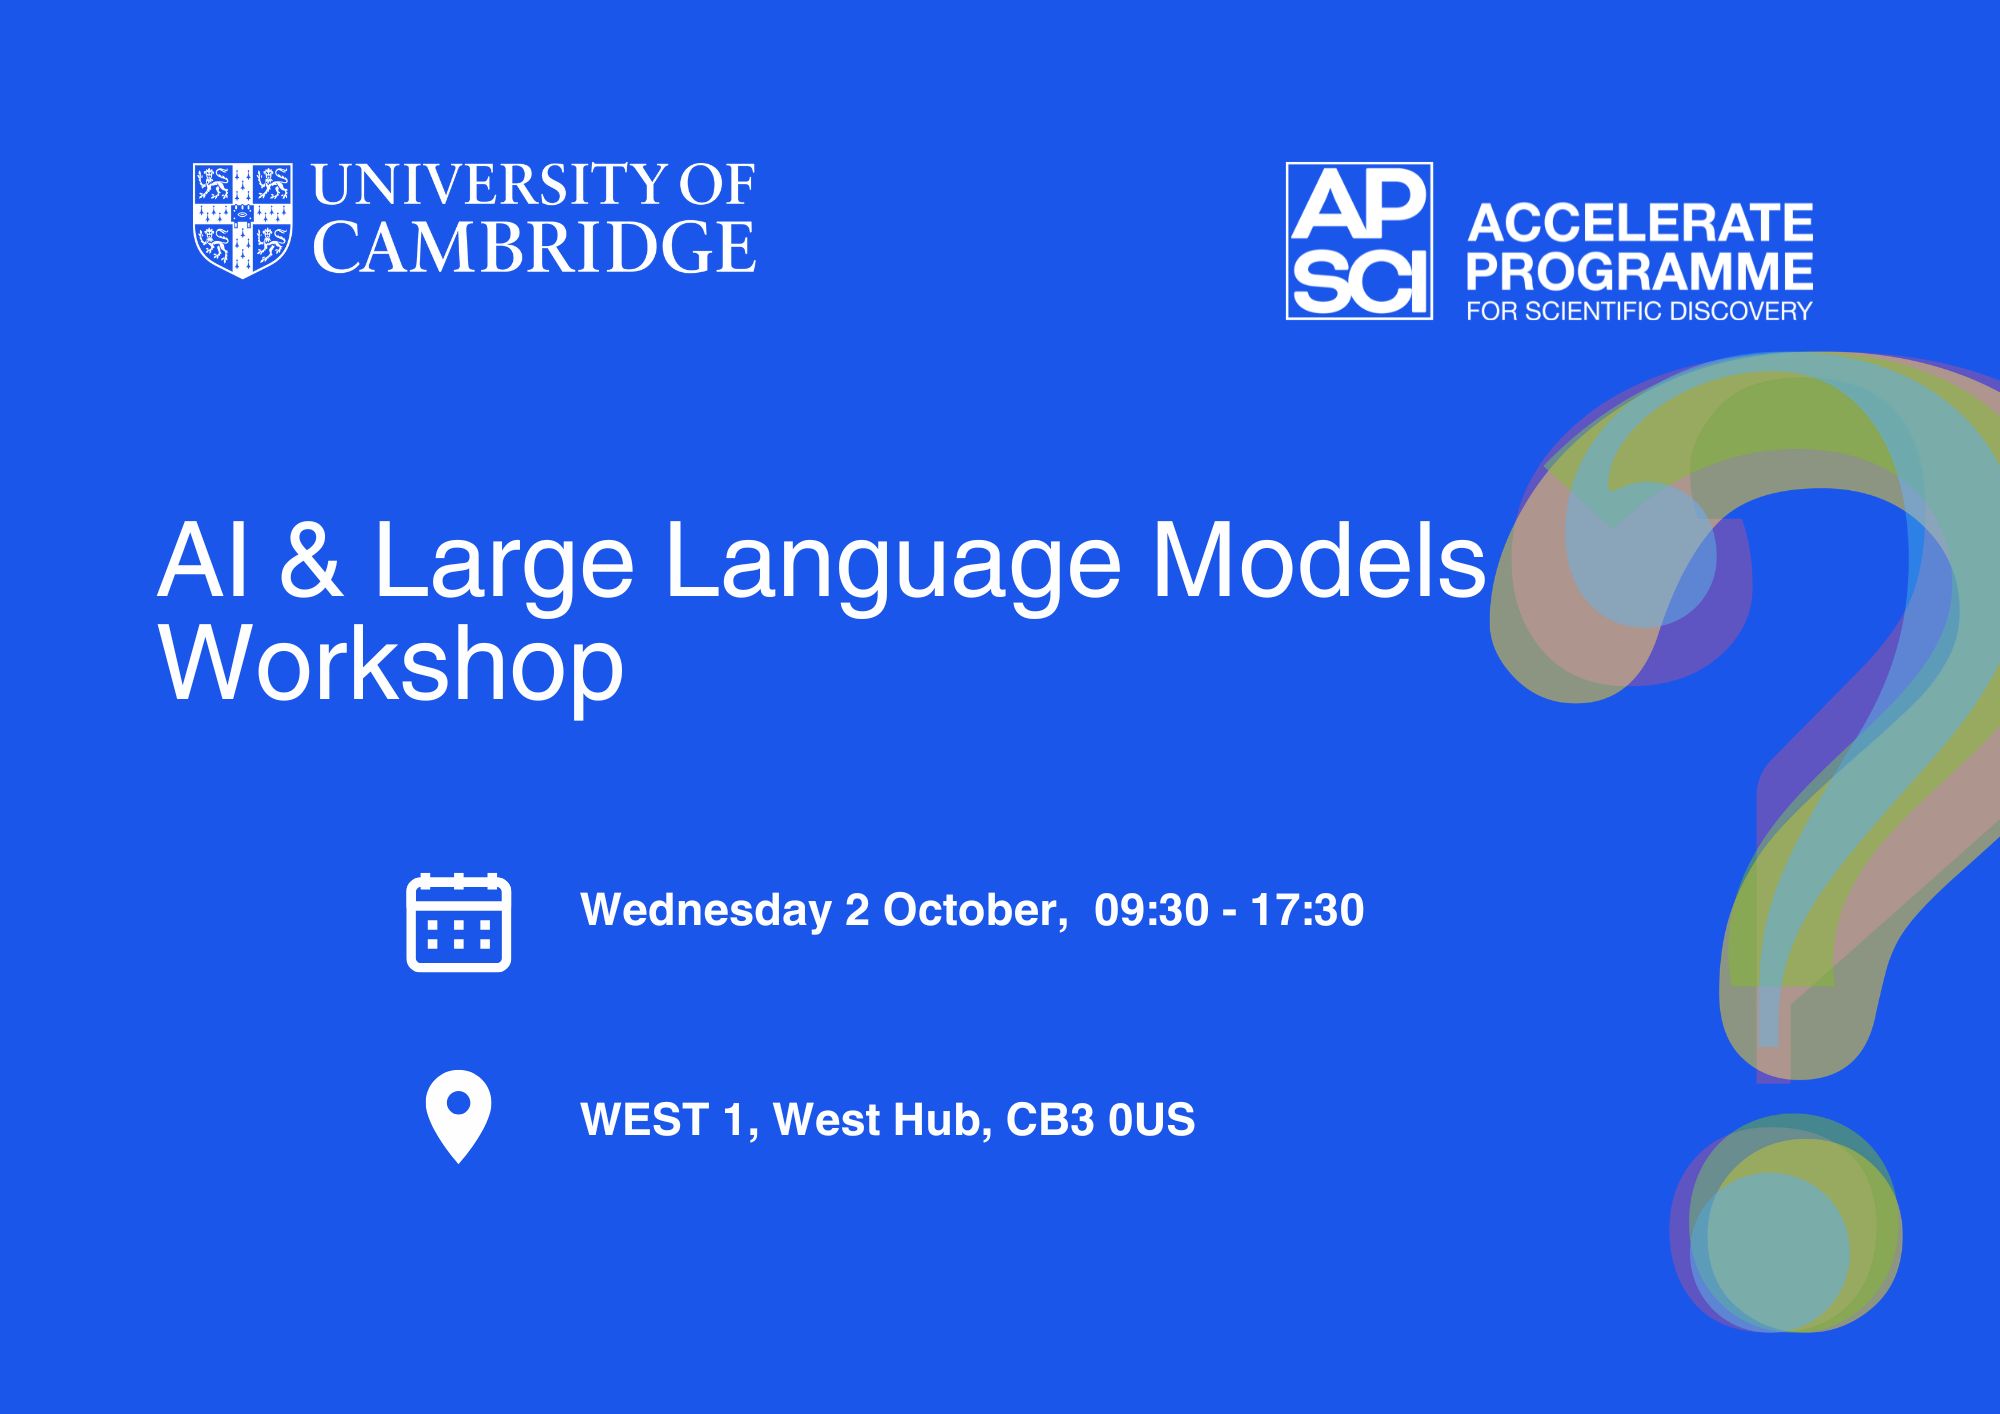 UNIVERSITY OF
CAMBRIDGE
AP
SCI
ACCELERATE
PROGRAMME
FOR SCIENTIFIC DISCOVERY
AI & Large Language Models
Workshop
Wednesday 2 October,  09:30 - 17:30
WEST 1, West Hub, CB3 0US